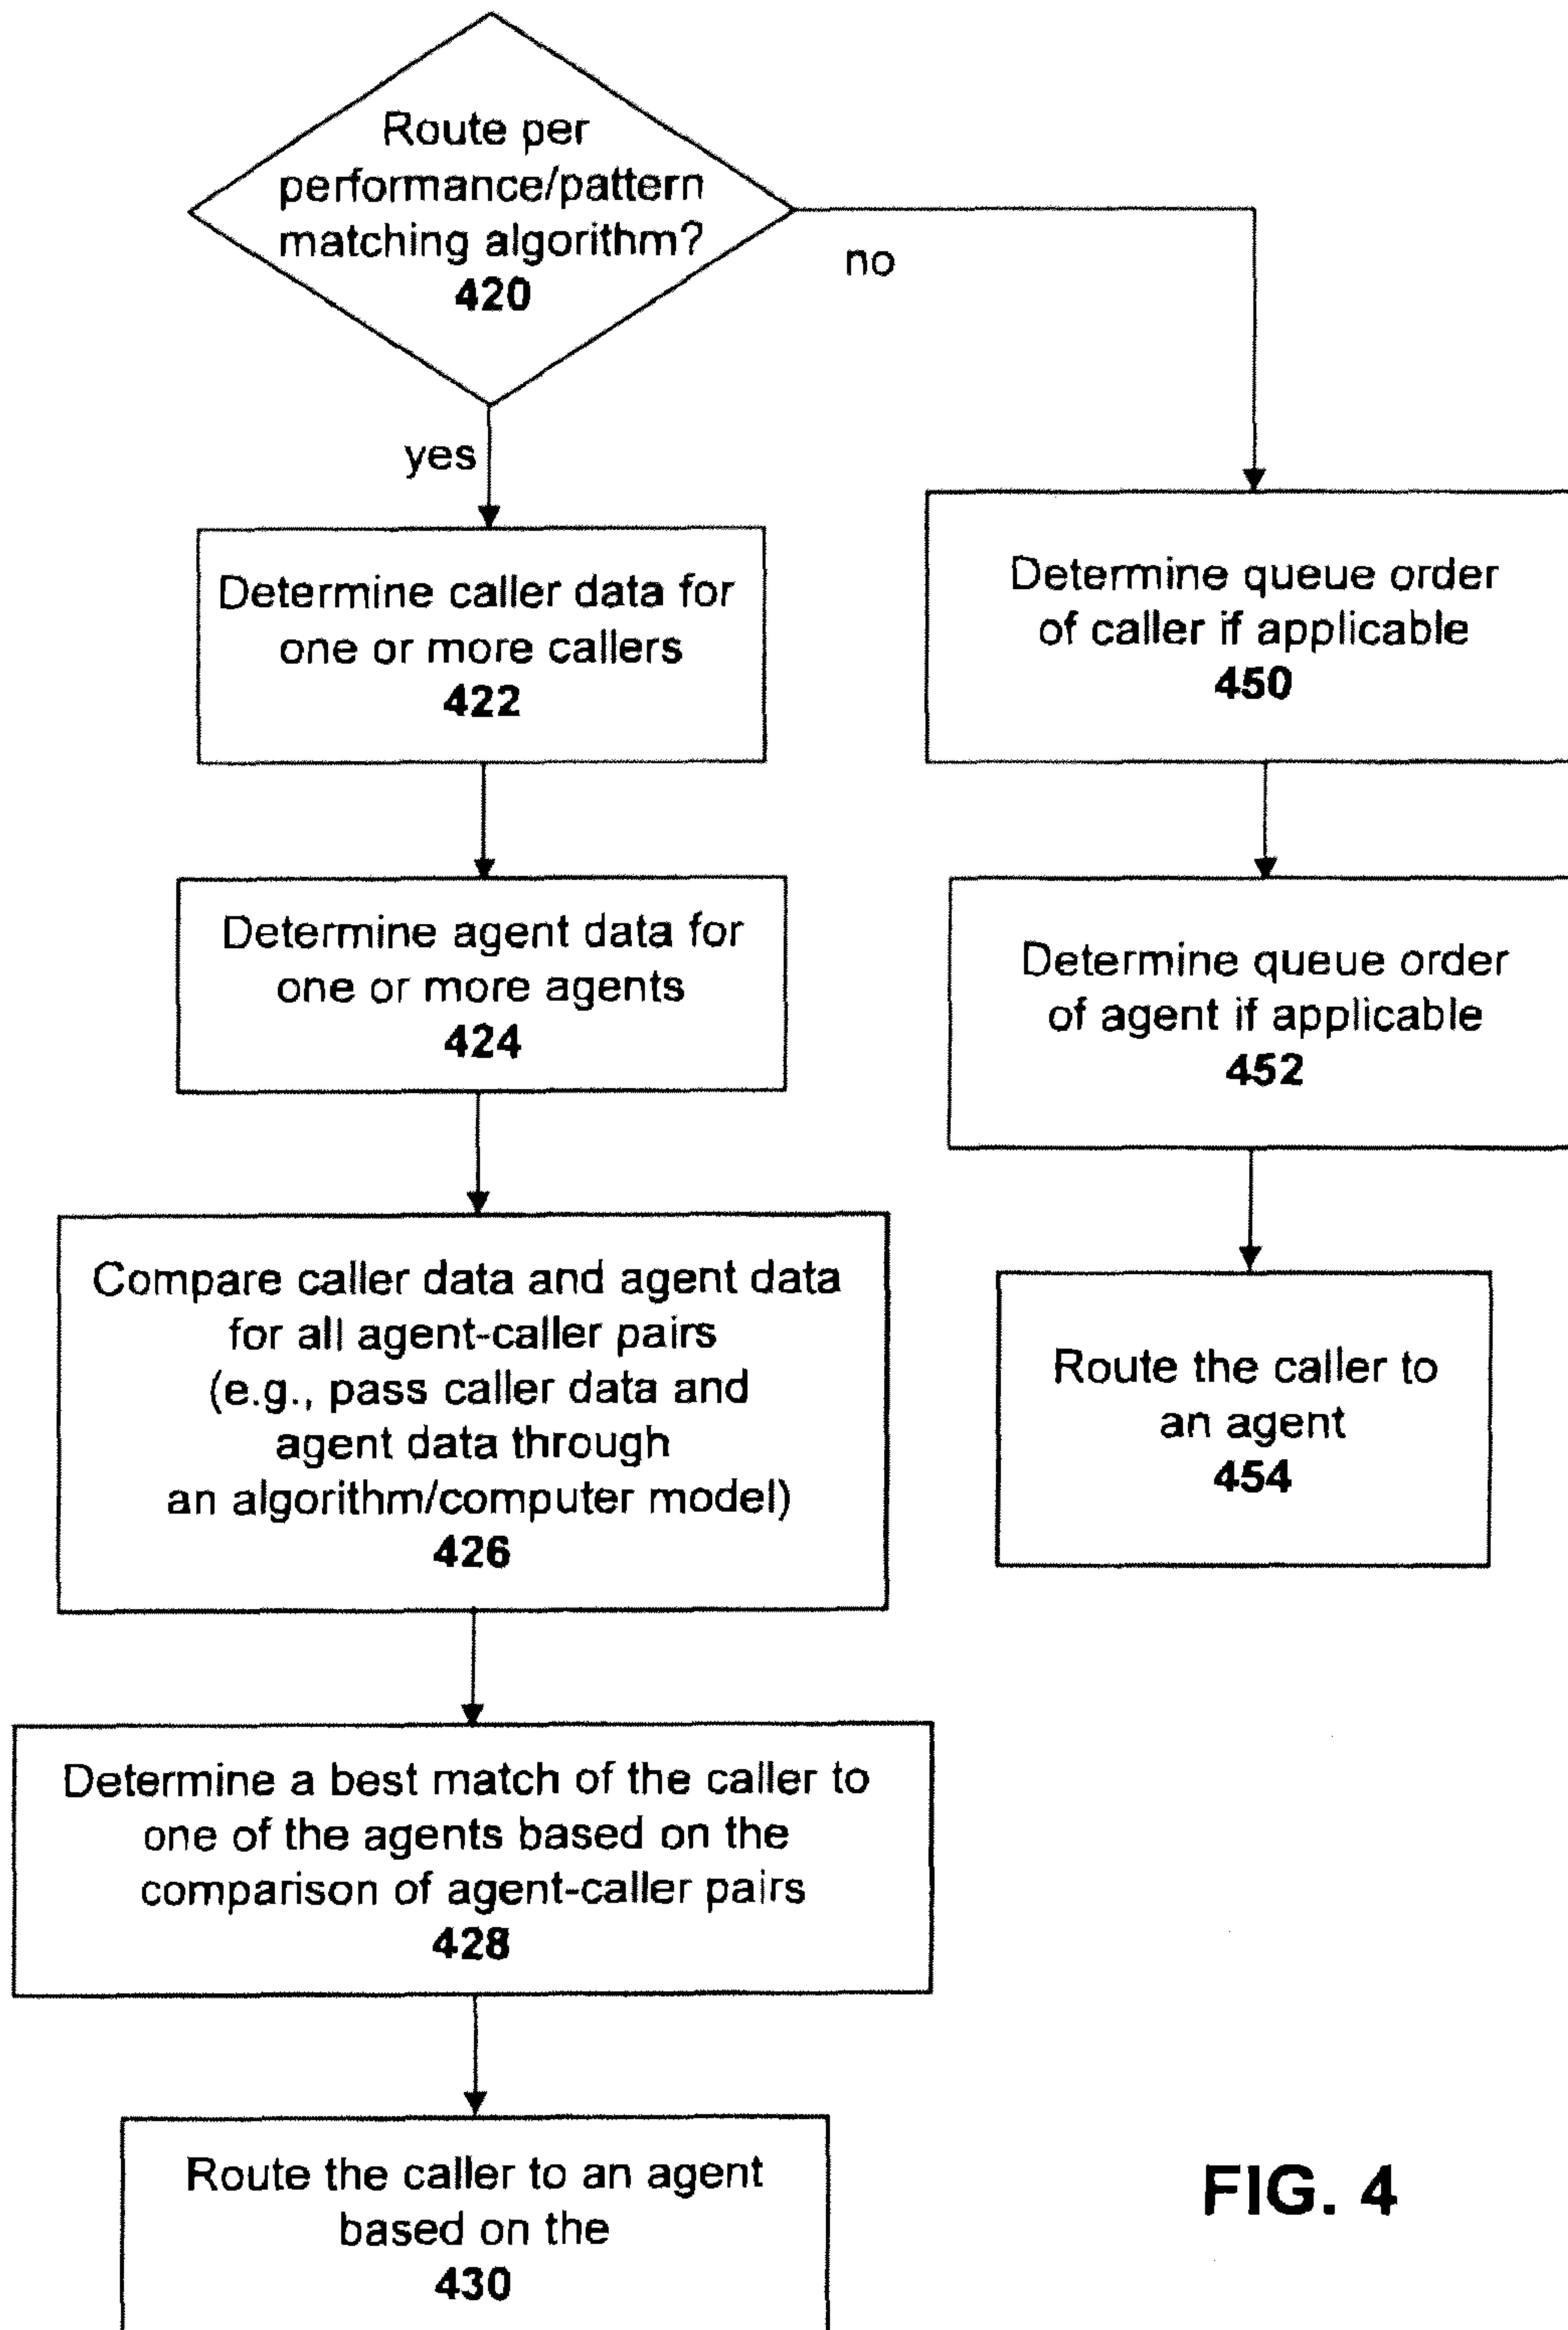 Route per
performance/pattern
matching algorithm?
420
no
yes
Determine caller data for
one or more callers
422
Determine agent data for
one or more agents
424
Compare caller data and agent data
for all agent-caller pairs
(e.g., pass caller data and
agent data through
an algorithm/computer model)
426
Determine a best match of the caller to
one of the agents based on the
comparison of agent-caller pairs
428
Route the caller to an agent
based on the
430
Determine queue order
of caller if applicable
450
Determine queue order
of agent if applicable
452
Route the caller to
an agent
454
FIG. 4